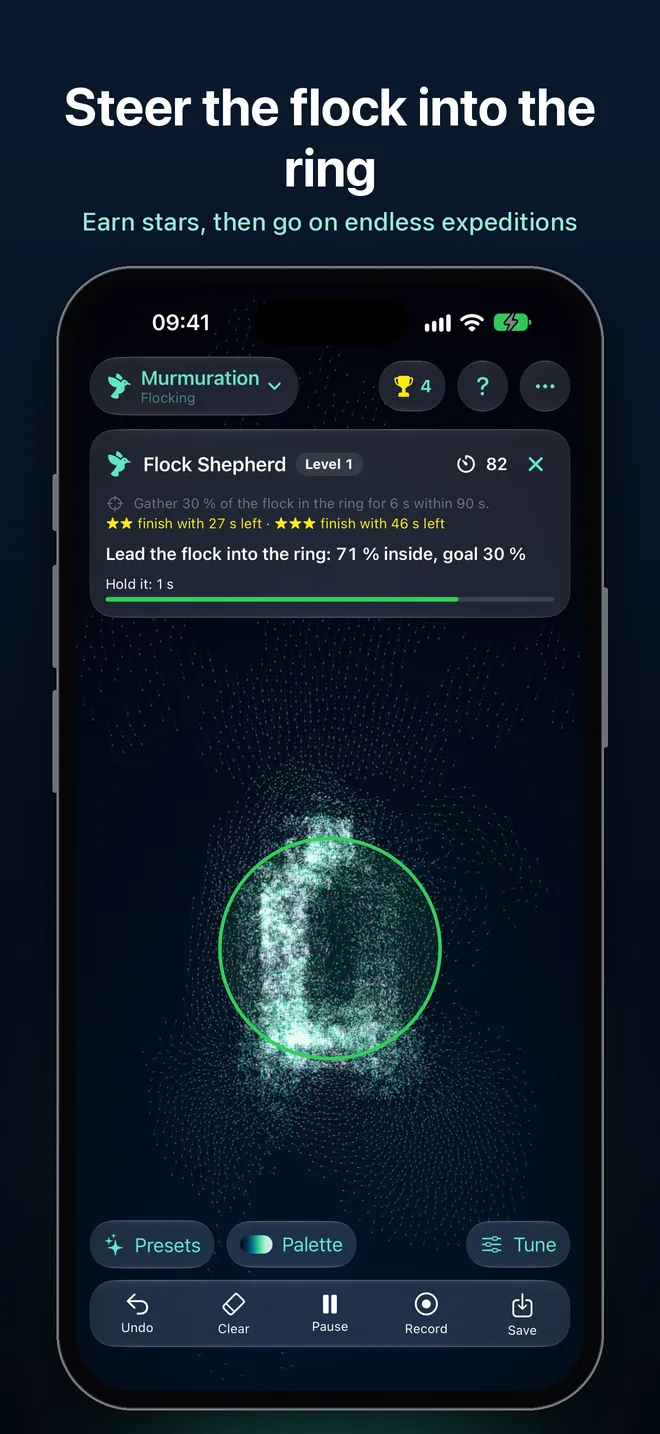 Steer the flock into the
ring
Earn stars, then go on endless expeditions
09:41
Murmuration
Flocking
4
?
Flock Shepherd
Level 1
82
Gather 30 % of the flock in the ring for 6 s within 90 s.
★★ finish with 27 s left · ★★★ finish with 46 s left
Lead the flock into the ring: 71 % inside, goal 30 %
Hold it: 1 s
Presets
Palette
Tune
Undo
Clear
Pause
Record
Save